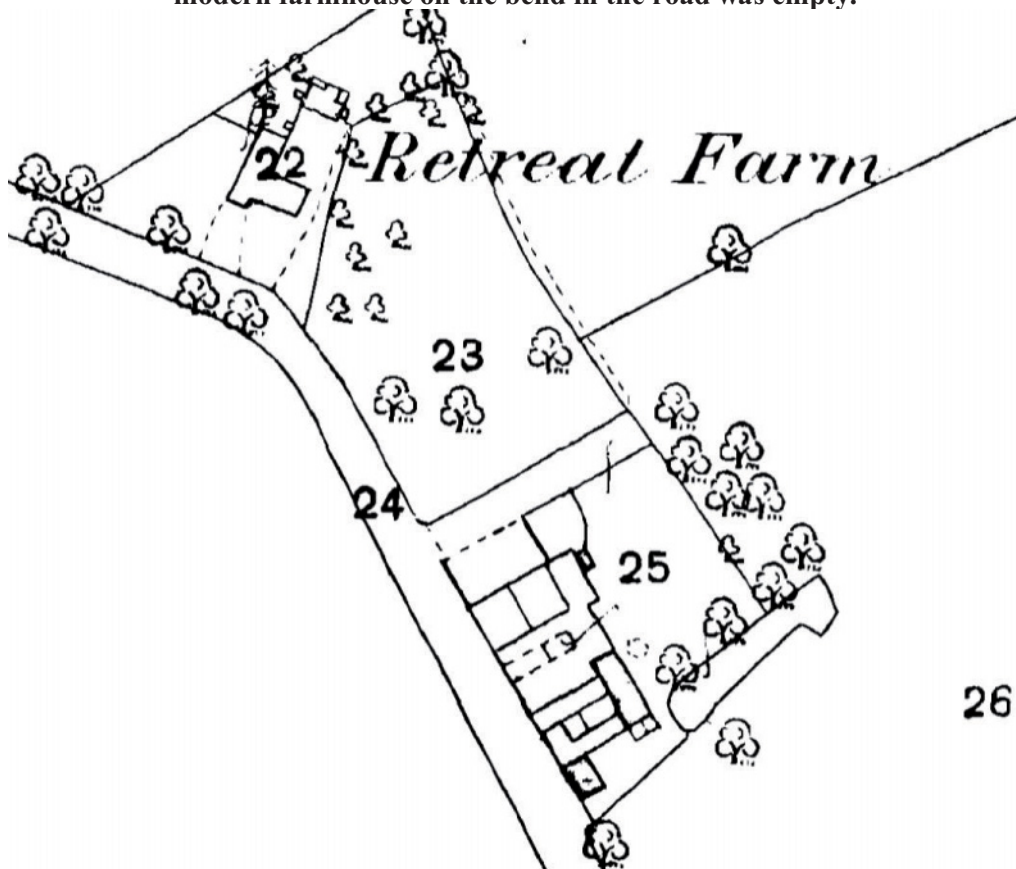 modern farmhouse on the bend in the road was empty.
22
Retreat Farm
23
24
25
26